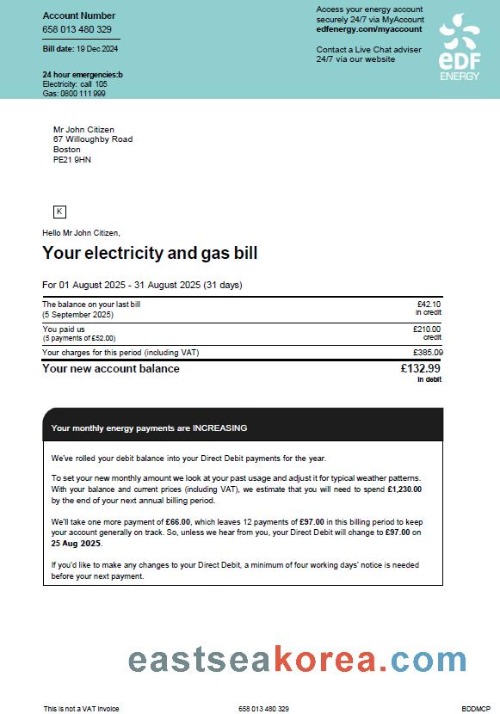 Account Number
658 013 480 329
Bill date: 19 Dec 2024
24 hour emergencies:b
Electricity: call 105
Gas: 0800 111 999
Access your energy account
securely 24/7 via MyAccount
edfenergy.com/myaccount
Contact a Live Chat adviser
24/7 via our website
eDF
ENERGY
Mr John Citizen
67 Willoughby Road
Boston
PE21 9HN
K
Hello Mr John Citizen,
Your electricity and gas bill
For 01 August 2025 - 31 August 2025 (31 days)
The balance on your last bill £42.10
(5 September 2025) in credit
You paid us £210.00
(5 payments of £52.00) credit
Your charges for this period (including VAT) £385.09
Your new account balance £132.99
in debit
Your monthly energy payments are INCREASING
We've rolled your debit balance into your Direct Debit payments for the year.
To set your new monthly amount we look at your past usage and adjust it for typical weather patterns.
With your balance and current prices (including VAT), we estimate that you will need to spend £1,230.00
by the end of your next annual billing period.
We'll take one more payment of £66.00, which leaves 12 payments of £97.00 in this billing period to keep
your account generally on track. So, unless we hear from you, your Direct Debit will change to £97.00 on
25 Aug 2025.
If you'd like to make any changes to your Direct Debit, a minimum of four working days' notice is needed
before your next payment.
eastseakorea.com
This is not a VAT invoice 658 013 480 329 BDDMCP